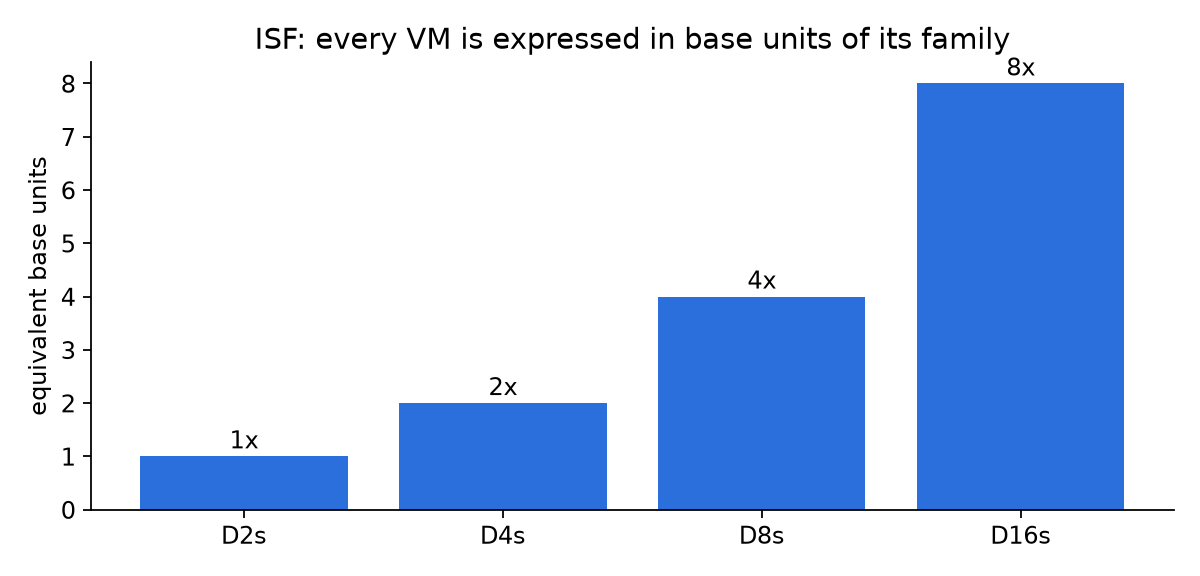 ISF: every VM is expressed in base units of its family
equivalent base units
8
7
6
5
4
3
2
1
0
1x
2x
4x
8x
D2s
D4s
D8s
D16s